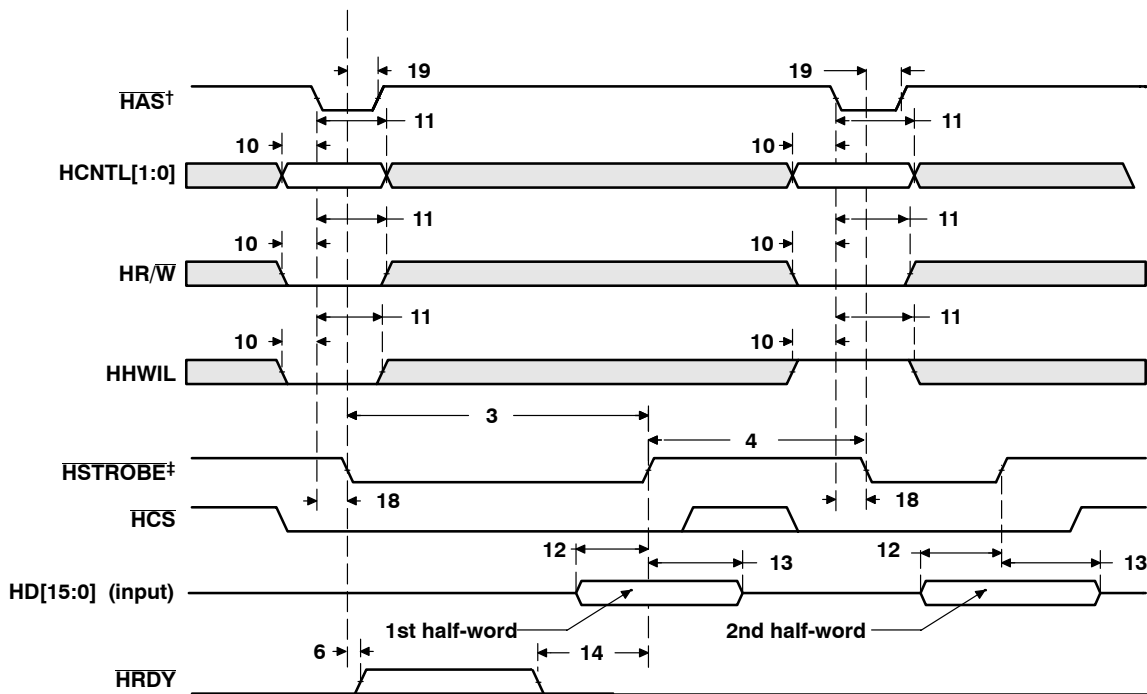 19 19
HAS†
11 11
10 10
HCNTL[1:0]
11 11
10 10
HR/W
11 11
10 10
HHWIL
3
4
HSTROBE‡
18 18
HCS
12 13 12 13
HD[15:0] (input)
1st half-word 2nd half-word
6 14
HRDY